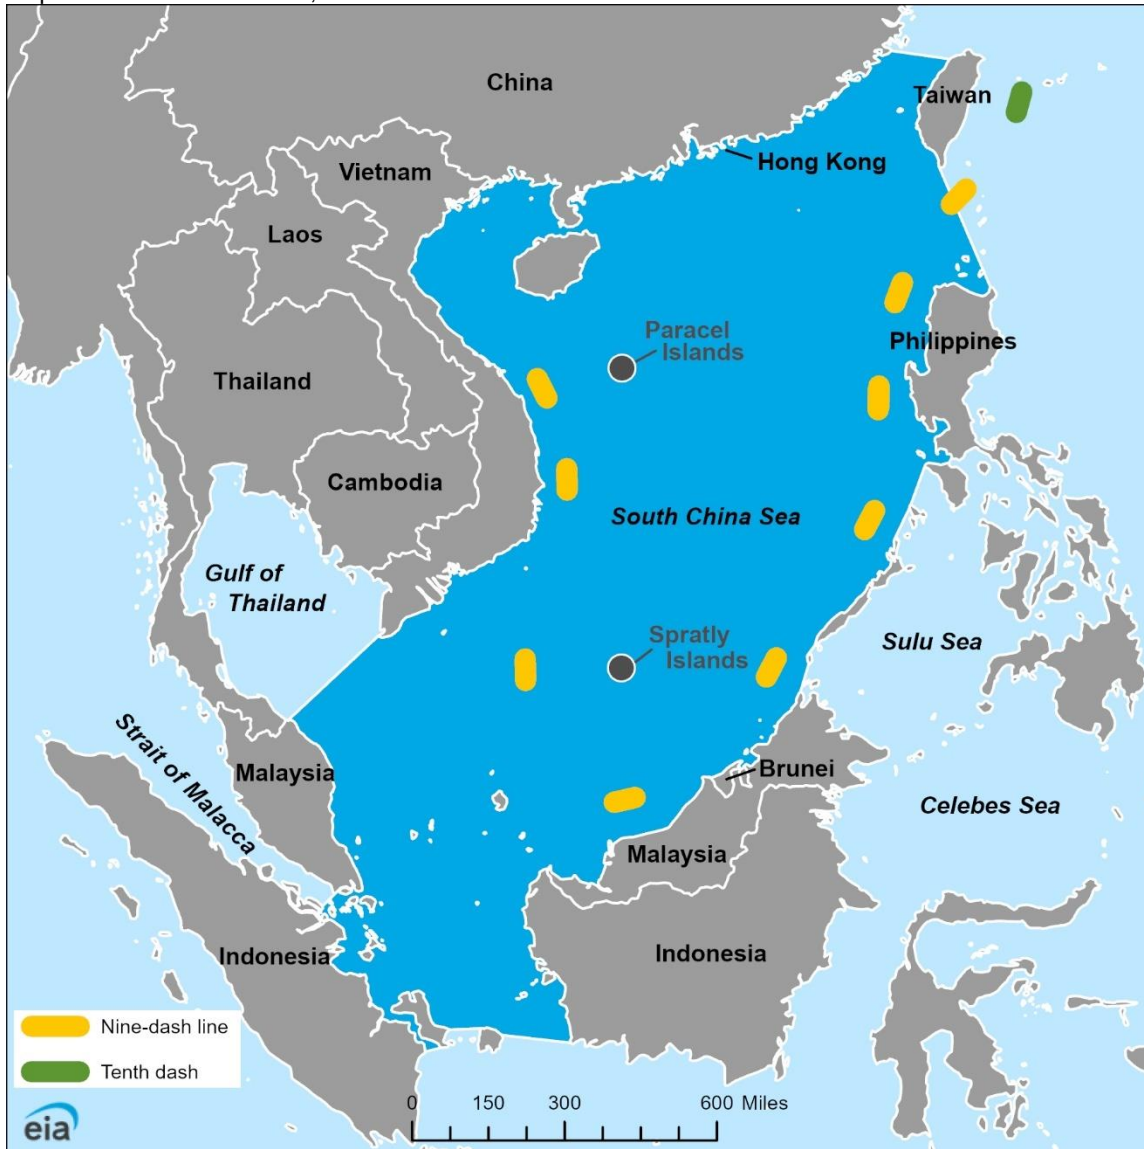 China
Taiwan
Hong Kong
Vietnam
Laos
Paracel
Islands
Philippines
Thailand
Cambodia
South China Sea
Gulf of
Thailand
Spratly
Islands
Sulu Sea
Strait of Malacca
Malaysia
Brunei
Celebes Sea
Malaysia
Indonesia
Indonesia
Nine-dash line
Tenth dash
0 150 300 600 Miles
eia